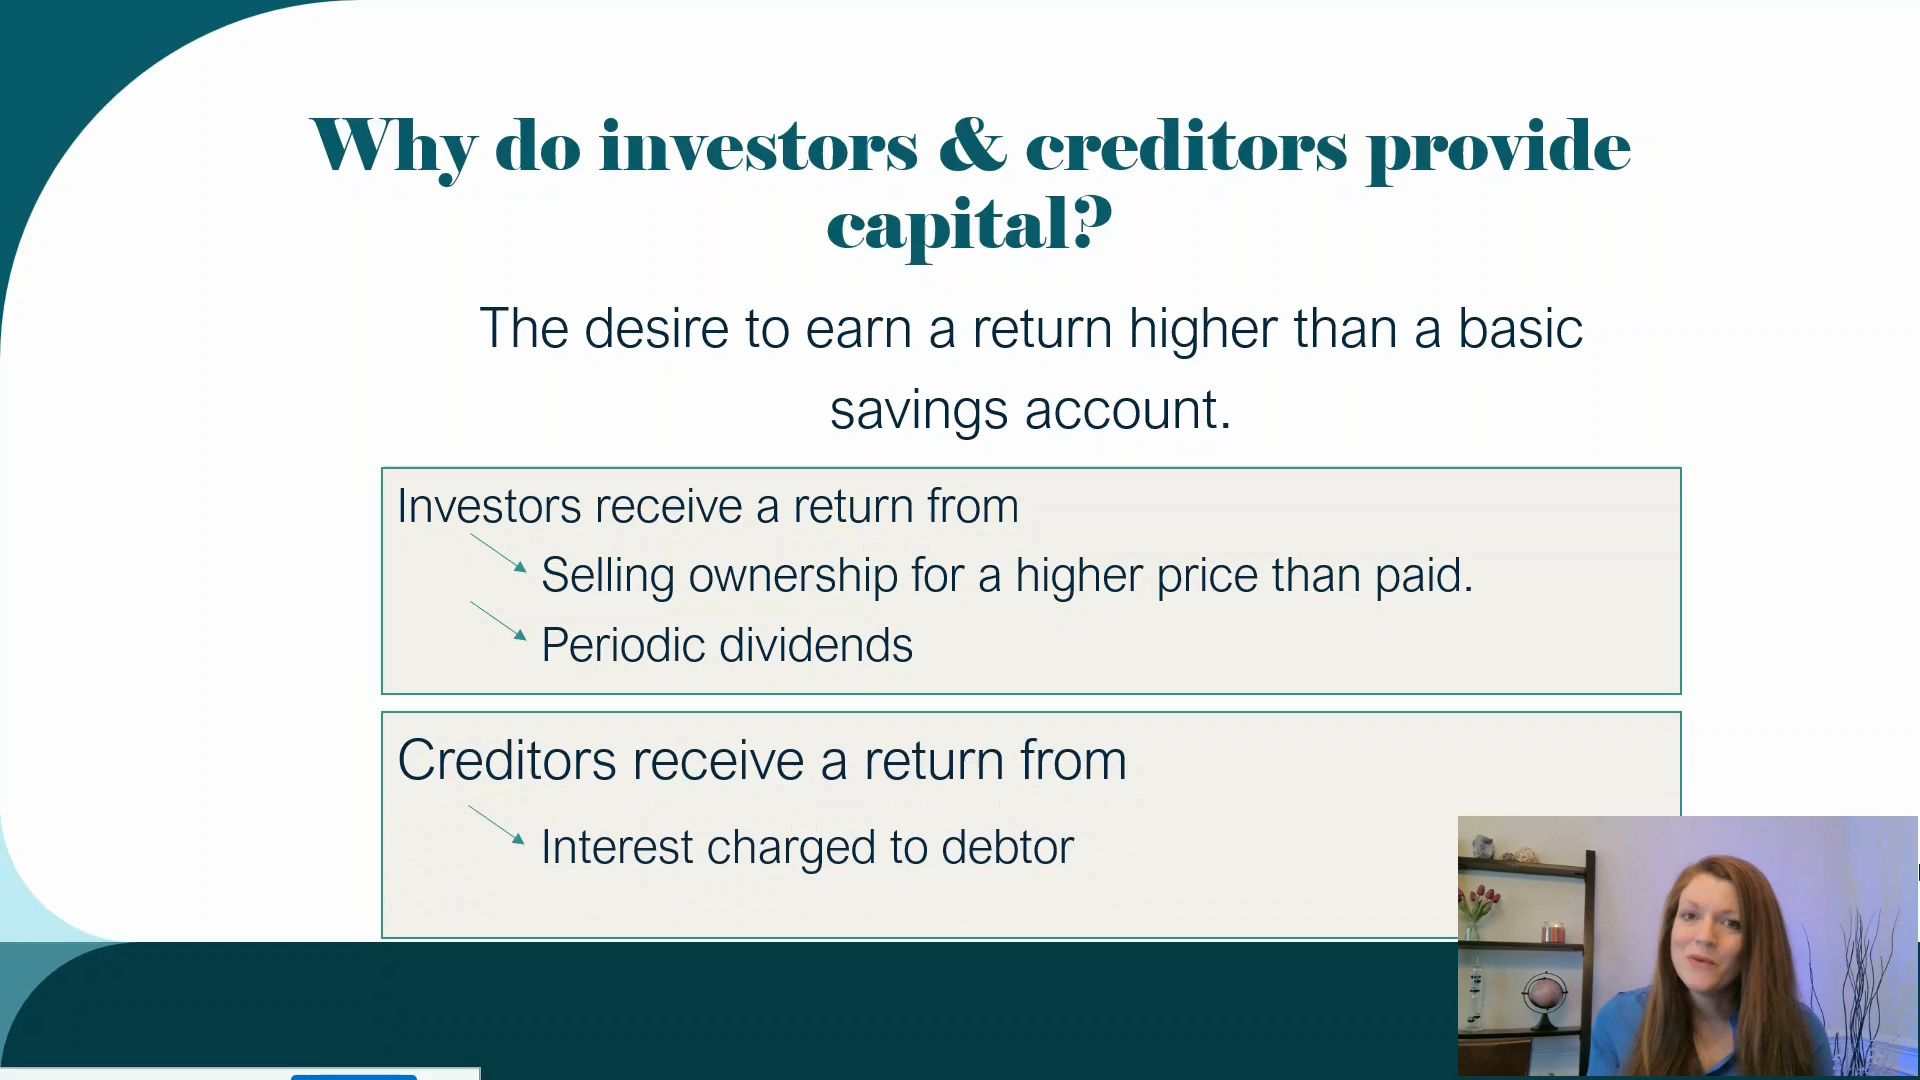 Why do investors & creditors provide
capital?
The desire to earn a return higher than a basic
savings account.
Investors receive a return from
Selling ownership for a higher price than paid.
Periodic dividends
Creditors receive a return from
Interest charged to debtor